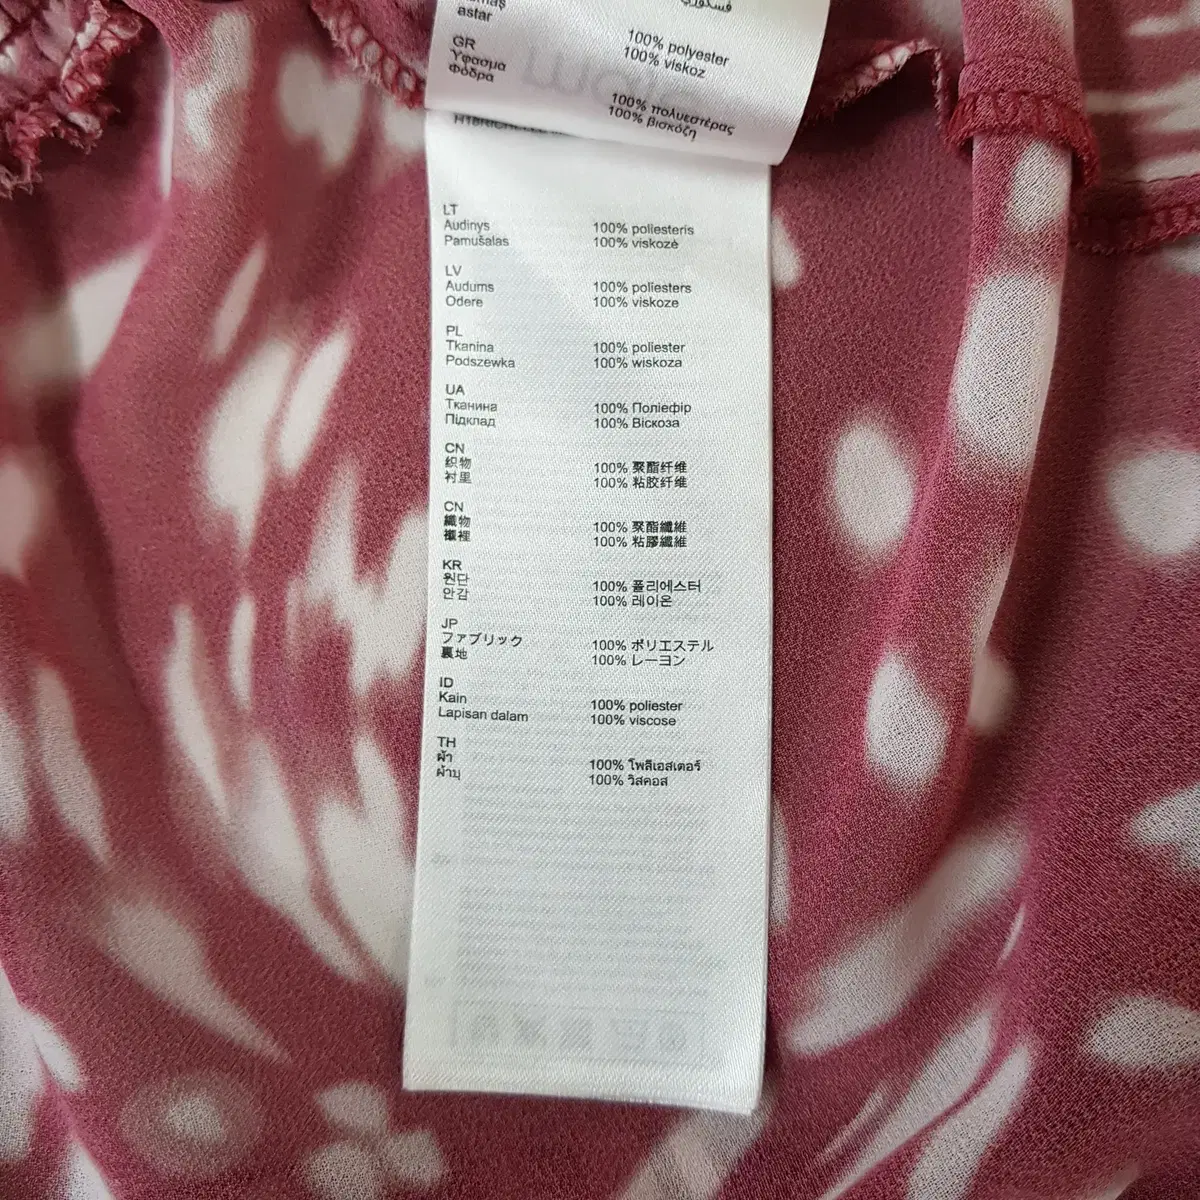 astar
100% polyester
100% viskoz
GR
Ύφασμα
Φόδρα
100% πολυεστέρας
100% βισκόζη
LT
Audinys 100% poliesteris
Pamušalas 100% viskozė
LV
Audums 100% poliesters
Odere 100% viskoze
PL
Tkanina 100% poliester
Podszewka 100% wiskoza
UA
Тканина 100% Поліефір
Підклад 100% Віскоза
CN
织物 100% 聚酯纤维
衬里 100% 粘胶纤维
CN
織物 100% 聚酯纖維
襯裡 100% 粘膠纖維
KR
원단 100% 폴리에스터
안감 100% 레이온
JP
ファブリック 100% ポリエステル
裏地 100% レーヨン
ID
Kain 100% poliester
Lapisan dalam 100% viscose
TH
ผ้า 100% โพลีเอสเตอร์
ผ้าบุ 100% วิสคอส